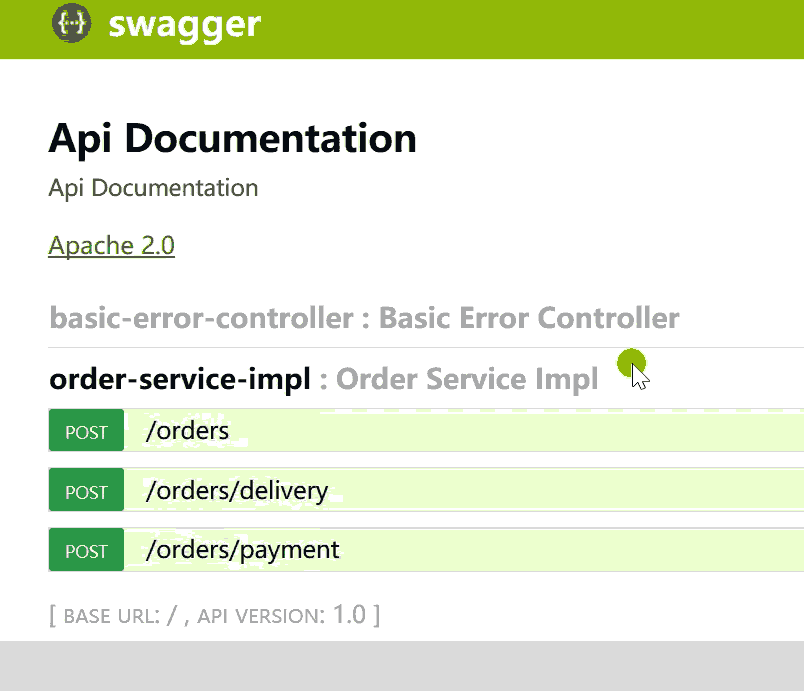 {···} swagger
Api Documentation
Api Documentation
Apache 2.0
basic-error-controller : Basic Error Controller
order-service-impl : Order Service Impl
POST /orders
POST /orders/delivery
POST /orders/payment
[ BASE URL: / , API VERSION: 1.0 ]